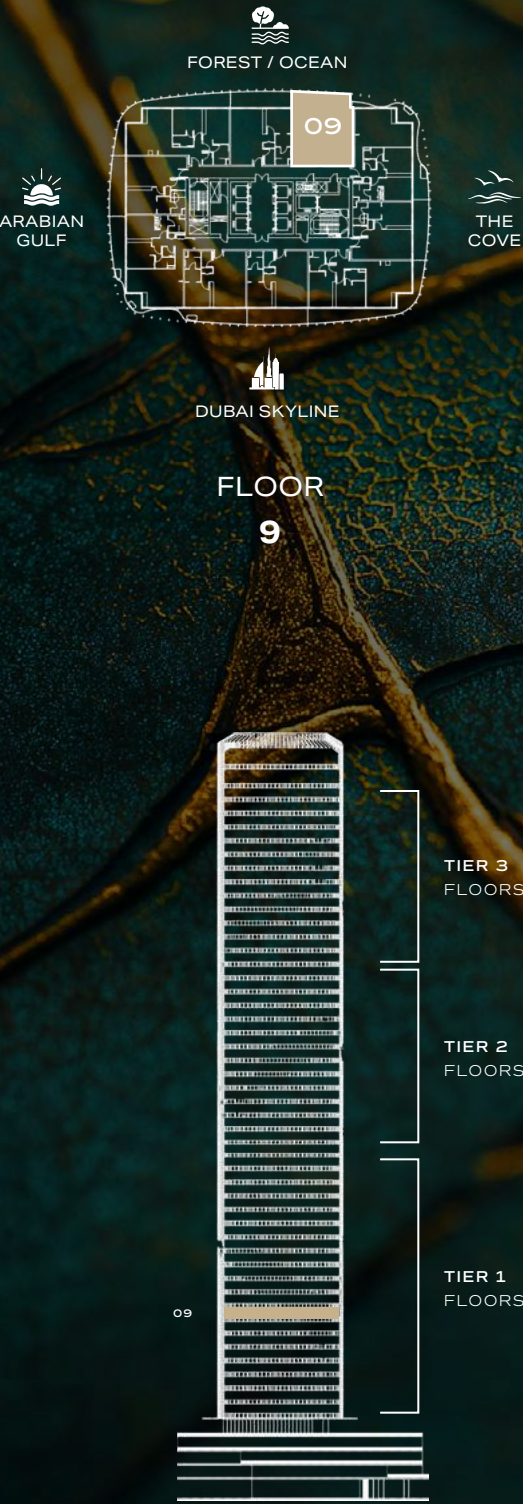 FOREST / OCEAN
09
ARABIAN
GULF
THE
COVE
DUBAI SKYLINE
FLOOR
9
TIER 3
FLOORS
TIER 2
FLOORS
TIER 1
FLOORS
09